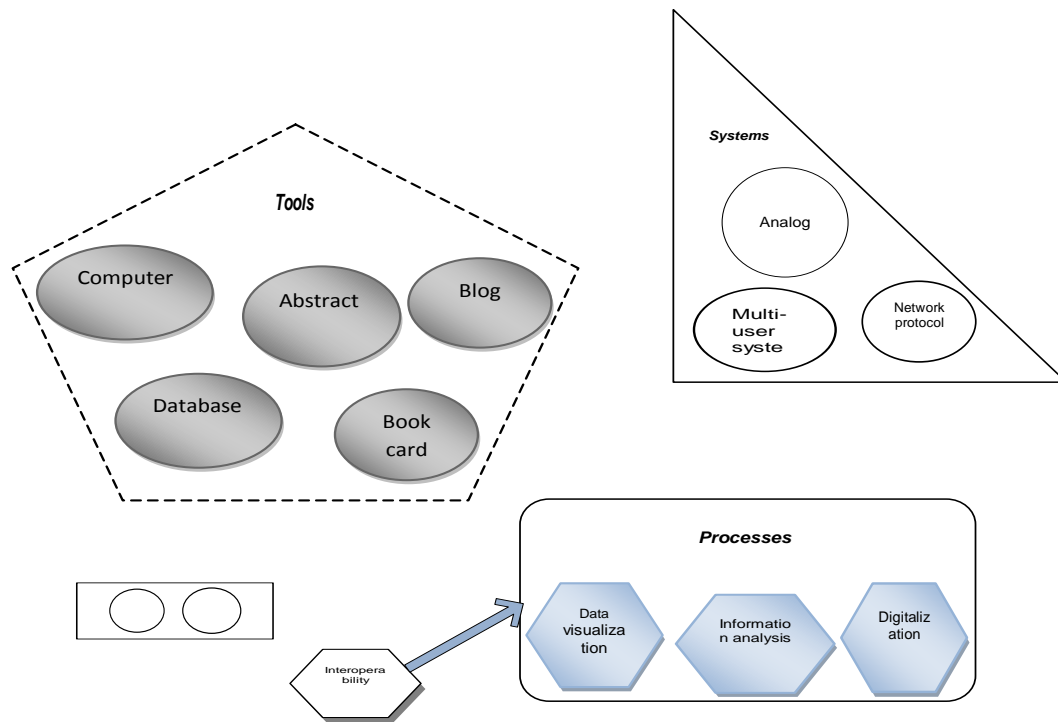 Systems
Analog
Multi-
user
syste
Network
protocol
Tools
Computer
Abstract
Blog
Database
Book
card
Processes
Data
visualiza
tion
Informatio
n analysis
Digitaliz
ation
Interopera
bility